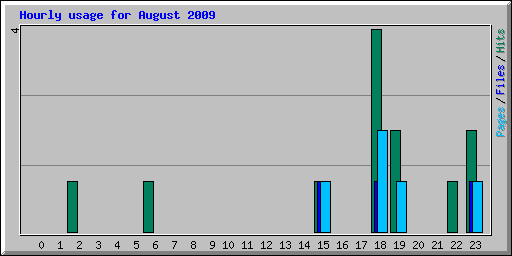 Hourly usage for August 2009
4
Pages/Files/Hits
0 1 2 3 4 5 6 7 8 9 10 11 12 13 14 15 16 17 18 19 20 21 22 23